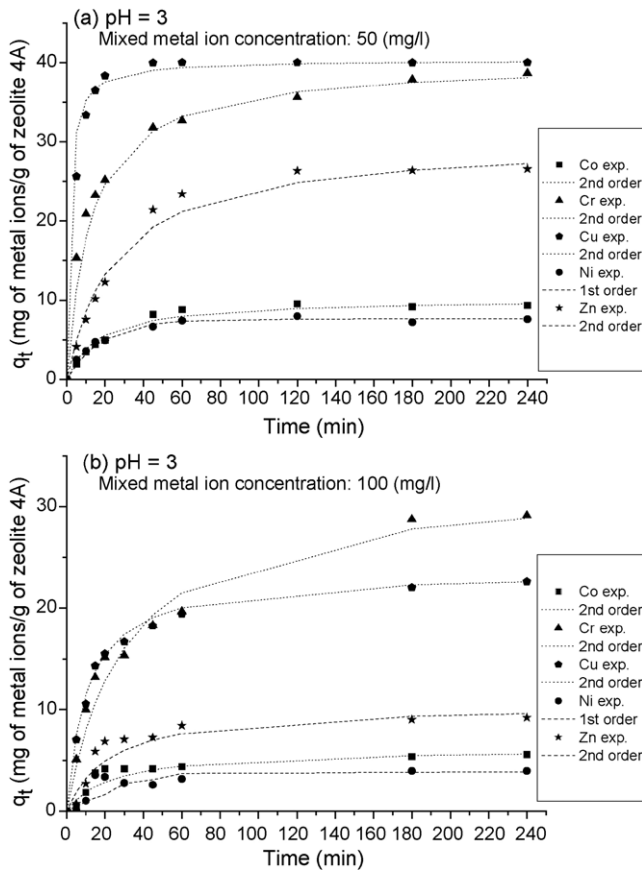 (a) pH = 3
Mixed metal ion concentration: 50 (mg/l)
40
30
20
10
0
qt (mg of metal ions/g of zeolite 4A)
0 20 40 60 80 100 120 140 160 180 200 220 240
Time (min)
Co exp.
2nd order
Cr exp.
2nd order
Cu exp.
2nd order
Ni exp.
1st order
Zn exp.
2nd order
(b) pH = 3
Mixed metal ion concentration: 100 (mg/l)
30
20
10
0
qt (mg of metal ions/g of zeolite 4A)
0 20 40 60 80 100 120 140 160 180 200 220 240
Time (min)
Co exp.
2nd order
Cr exp.
2nd order
Cu exp.
2nd order
Ni exp.
1st order
Zn exp.
2nd order